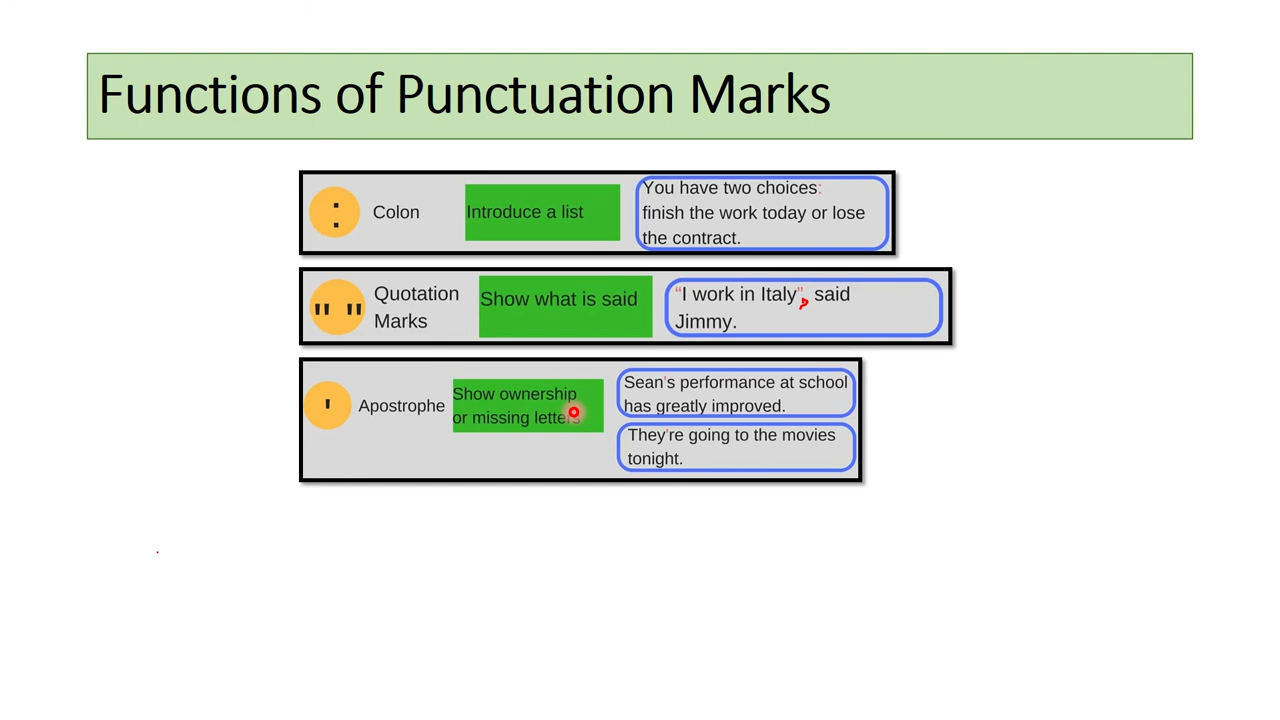 Functions of Punctuation Marks
:
Colon
Introduce a list
You have two choices:
finish the work today or lose
the contract.
" "
Quotation
Marks
Show what is said
“I work in Italy”, said
Jimmy.
'
Apostrophe
Show ownership
or missing letters
Sean's performance at school
has greatly improved.
They're going to the movies
tonight.